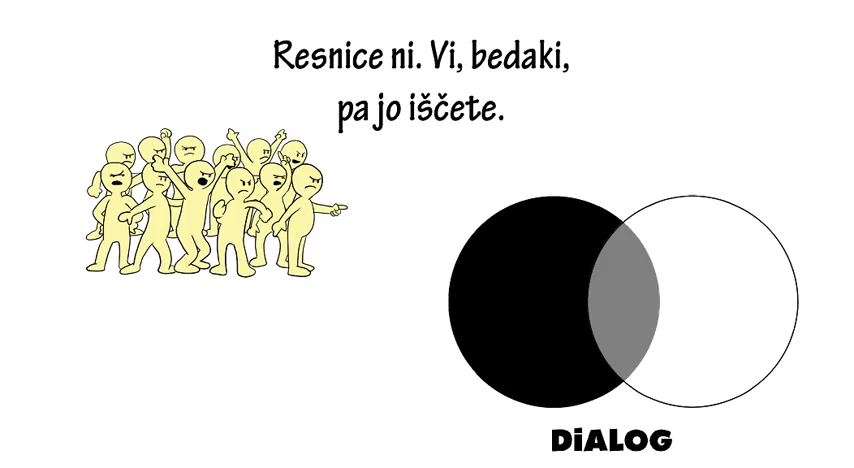 Resnice ni. Vi, bedaki,
pa jo iščete.
DiALOG